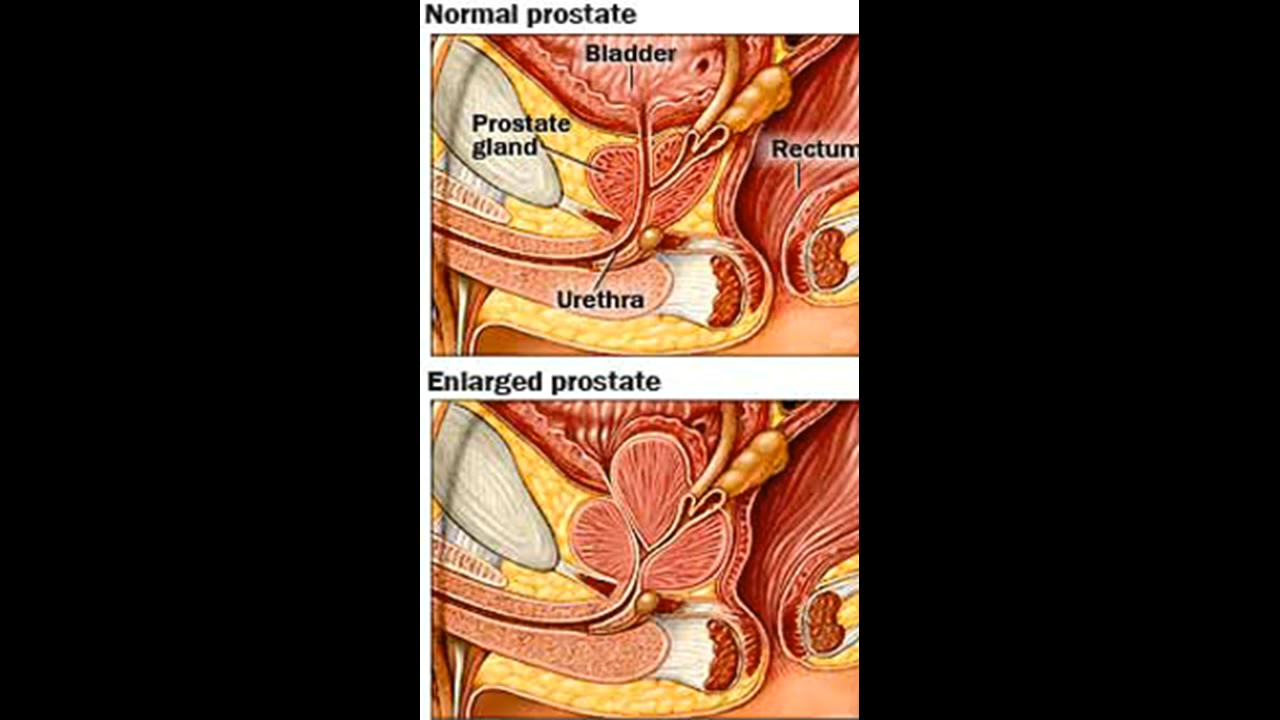 Normal prostate
Bladder
Prostate
gland
Rectum
Urethra
Enlarged prostate